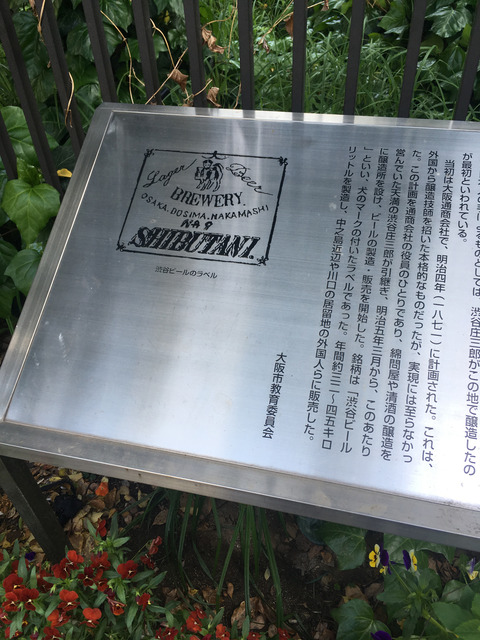 ものとしては、渋谷庄三郎がこの地で醸造したの
が最初といわれている。
当初は大阪通商会社で、明治四年(一八七一)に計画された。これは、
外国から醸造技師を招いた本格的なものだったが、実現には至らなかっ
た。この計画を通商会社の役員のひとりであり、綿問屋や清酒の醸造を
営んでいた天満の渋谷庄三郎が引継ぎ、明治五年三月から、このあたり
に醸造所を設け、ビールの製造・販売を開始した。銘柄は「渋谷ビール
」といい、犬のマークの付いたラベルであった。年間約三二〜四五キロ
リットルを製造し、中之島近辺や川口の居留地の外国人らに販売した。
大阪市教育委員会
Lager Beer
BREWERY.
OSAKA.DOSIMA.NAKAMASHI
No 9
SHIBUTANI.
渋谷ビールのラベル